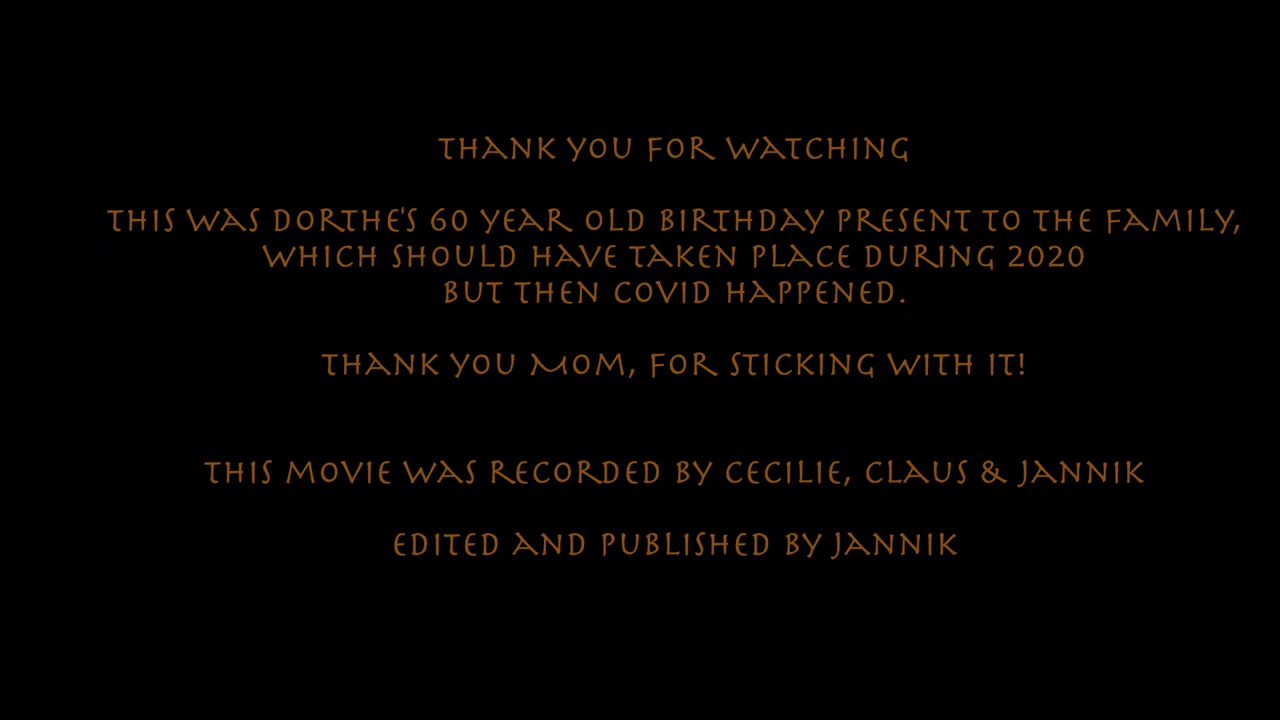 Thank you for watching
This was Dorthe's 60 year old birthday present to the family,
which should have taken place during 2020
but then covid happened.
Thank you Mom, for sticking with it!
This movie was recorded by Cecilie, Claus & Jannik
Edited and published by Jannik